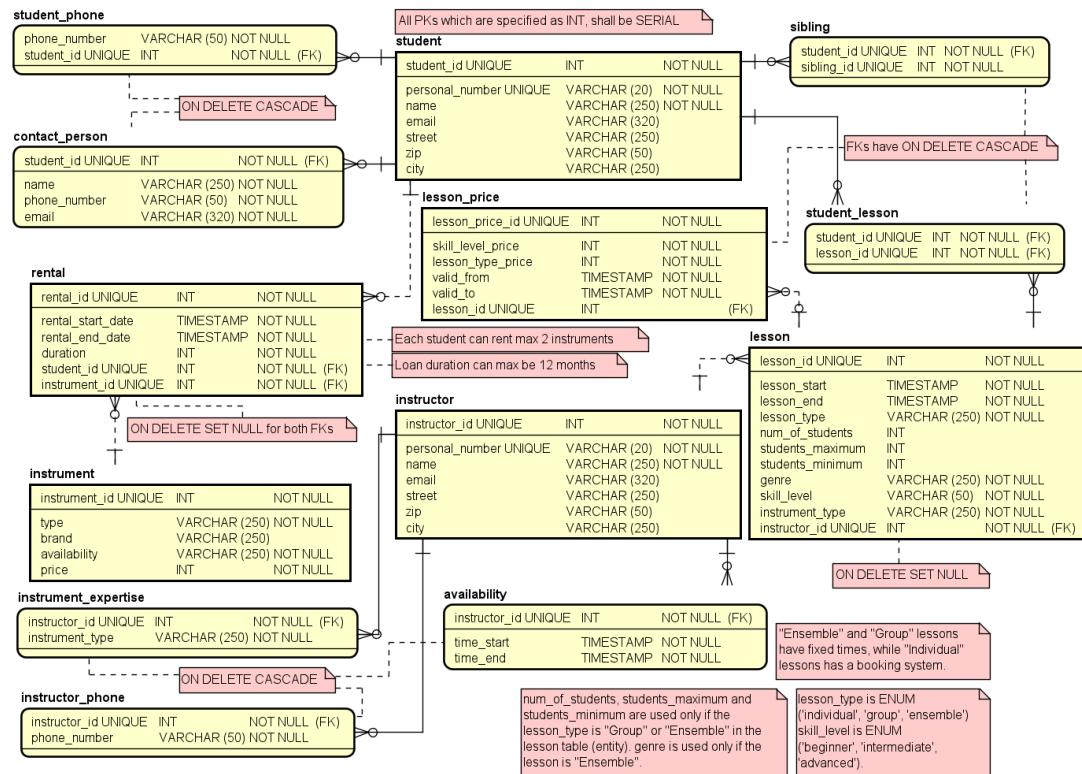 student_phone
phone_number VARCHAR (50) NOT NULL
student_id UNIQUE INT NOT NULL (FK)
All PKs which are specified as INT, shall be SERIAL
student
student_id UNIQUE INT NOT NULL
personal_number UNIQUE VARCHAR (20) NOT NULL
name VARCHAR (250) NOT NULL
email VARCHAR (320)
street VARCHAR (250)
zip VARCHAR (50)
city VARCHAR (250)
sibling
student_id UNIQUE INT NOT NULL (FK)
sibling_id UNIQUE INT NOT NULL
ON DELETE CASCADE
contact_person
student_id UNIQUE INT NOT NULL (FK)
name VARCHAR (250) NOT NULL
phone_number VARCHAR (50) NOT NULL
email VARCHAR (320) NOT NULL
FKs have ON DELETE CASCADE
lesson_price
lesson_price_id UNIQUE INT NOT NULL
skill_level_price INT NOT NULL
lesson_type_price INT NOT NULL
valid_from TIMESTAMP NOT NULL
valid_to TIMESTAMP NOT NULL
lesson_id UNIQUE INT (FK)
student_lesson
student_id UNIQUE INT NOT NULL (FK)
lesson_id UNIQUE INT NOT NULL (FK)
rental
rental_id UNIQUE INT NOT NULL
rental_start_date TIMESTAMP NOT NULL
rental_end_date TIMESTAMP NOT NULL
duration INT NOT NULL
student_id UNIQUE INT NOT NULL (FK)
instrument_id UNIQUE INT NOT NULL (FK)
Each student can rent max 2 instruments
Loan duration can max be 12 months
ON DELETE SET NULL for both FKs
lesson
lesson_id UNIQUE INT NOT NULL
lesson_start TIMESTAMP NOT NULL
lesson_end TIMESTAMP NOT NULL
lesson_type VARCHAR (250) NOT NULL
num_of_students INT
students_maximum INT
students_minimum INT
genre VARCHAR (250) NOT NULL
skill_level VARCHAR (50) NOT NULL
instrument_type VARCHAR (250) NOT NULL
instructor_id UNIQUE INT NOT NULL (FK)
ON DELETE SET NULL
instructor
instructor_id UNIQUE INT NOT NULL
personal_number UNIQUE VARCHAR (20) NOT NULL
name VARCHAR (250) NOT NULL
email VARCHAR (320)
street VARCHAR (250)
zip VARCHAR (50)
city VARCHAR (250)
instrument
instrument_id UNIQUE INT NOT NULL
type VARCHAR (250) NOT NULL
brand VARCHAR (250)
availability VARCHAR (250) NOT NULL
price INT NOT NULL
instrument_expertise
instructor_id UNIQUE INT NOT NULL (FK)
instrument_type VARCHAR (250) NOT NULL
ON DELETE CASCADE
instructor_phone
instructor_id UNIQUE INT NOT NULL (FK)
phone_number VARCHAR (50) NOT NULL
availability
instructor_id UNIQUE INT NOT NULL (FK)
time_start TIMESTAMP NOT NULL
time_end TIMESTAMP NOT NULL
"Ensemble" and "Group" lessons
have fixed times, while "Individual"
lessons has a booking system.
num_of_students, students_maximum and
students_minimum are used only if the
lesson_type is "Group" or "Ensemble" in the
lesson table (entity). genre is used only if the
lesson is "Ensemble".
lesson_type is ENUM
('individual', 'group', 'ensemble')
skill_level is ENUM
('beginner', 'intermediate',
'advanced').